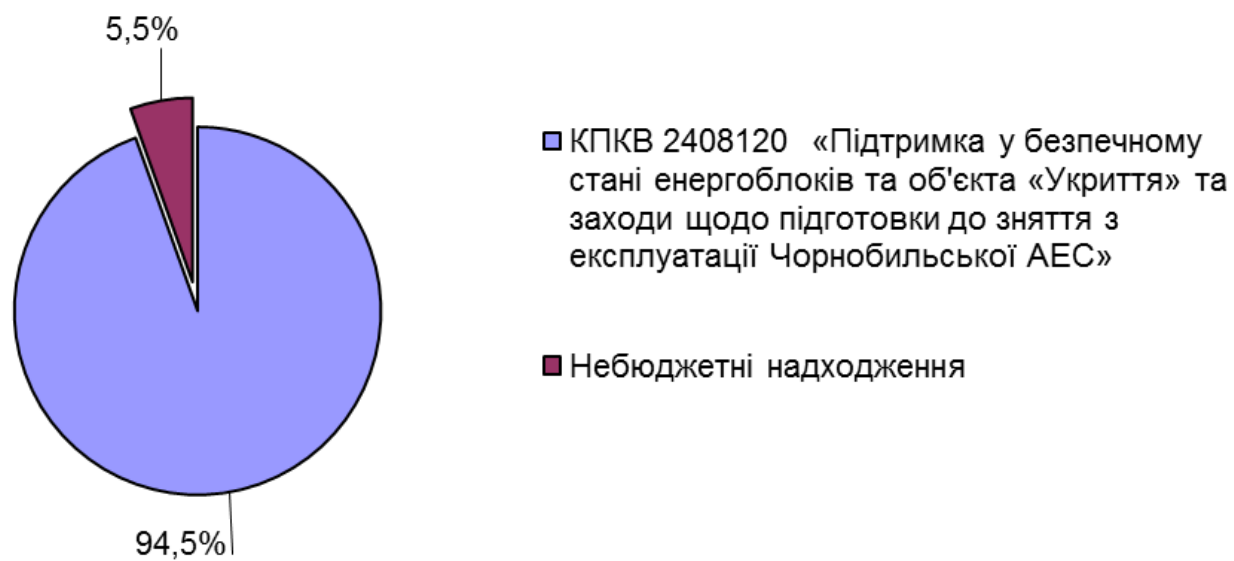 5,5%
КПКВ 2408120 «Підтримка у безпечному
стані енергоблоків та об'єкта «Укриття» та
заходи щодо підготовки до зняття з
експлуатації Чорнобильської АЕС»
Небюджетні надходження
94,5%